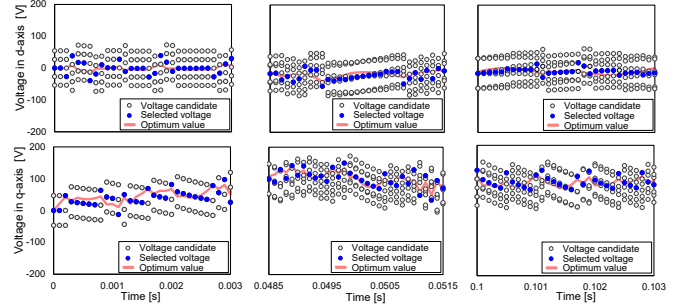 Voltage in d-axis [V]
200
100
0
-100
-200
Voltage candidate
Selected voltage
Optimum value
Voltage candidate
Selected voltage
Optimum value
Voltage candidate
Selected voltage
Optimum value
Voltage in q-axis [V]
200
100
0
-100
-200
Voltage candidate
Selected voltage
Optimum value
Voltage candidate
Selected voltage
Optimum value
Voltage candidate
Selected voltage
Optimum value
0 0.001 0.002 0.003
0.0485 0.0495 0.0505 0.0515
0.1 0.101 0.102 0.103
Time [s] Time [s] Time [s]